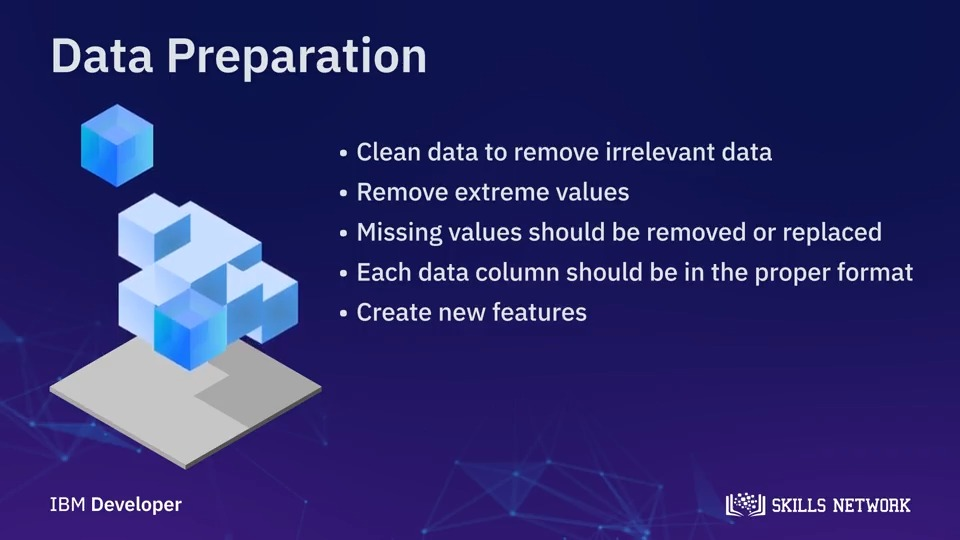 Data Preparation
• Clean data to remove irrelevant data
• Remove extreme values
• Missing values should be removed or replaced
• Each data column should be in the proper format
• Create new features
IBM Developer
SKILLS NETWORK